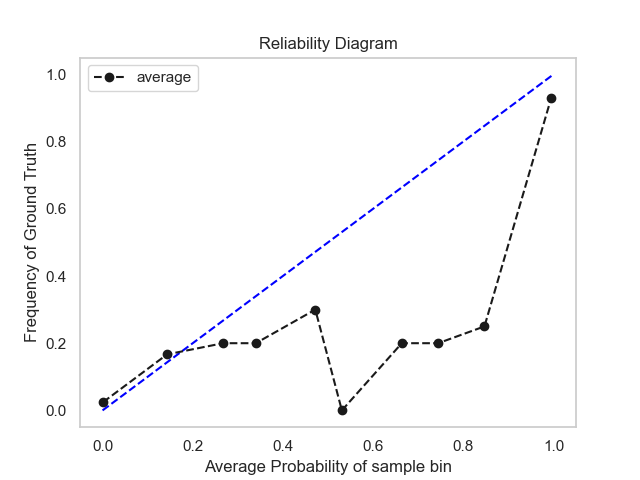 Reliability Diagram
average
Frequency of Ground Truth
1.0
0.8
0.6
0.4
0.2
0.0
0.0 0.2 0.4 0.6 0.8 1.0
Average Probability of sample bin